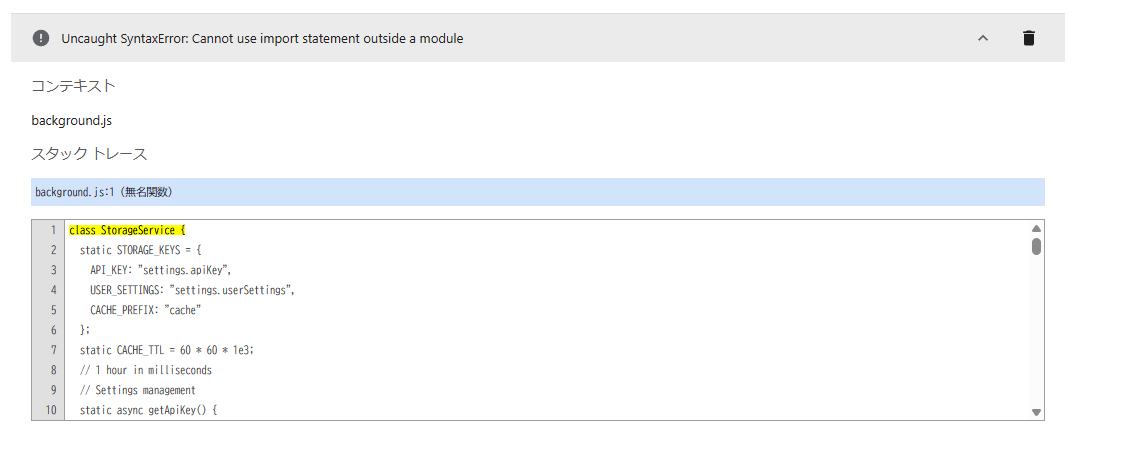 Uncaught SyntaxError: Cannot use import statement outside a module
コンテキスト
background.js
スタック トレース
background.js:1 (無名関数)
1 class StorageService {
2 static STORAGE_KEYS = {
3 API_KEY: "settings.apiKey",
4 USER_SETTINGS: "settings.userSettings",
5 CACHE_PREFIX: "cache"
6 };
7 static CACHE_TTL = 60 * 60 * 1e3;
8 // 1 hour in milliseconds
9 // Settings management
10 static async getApiKey() {